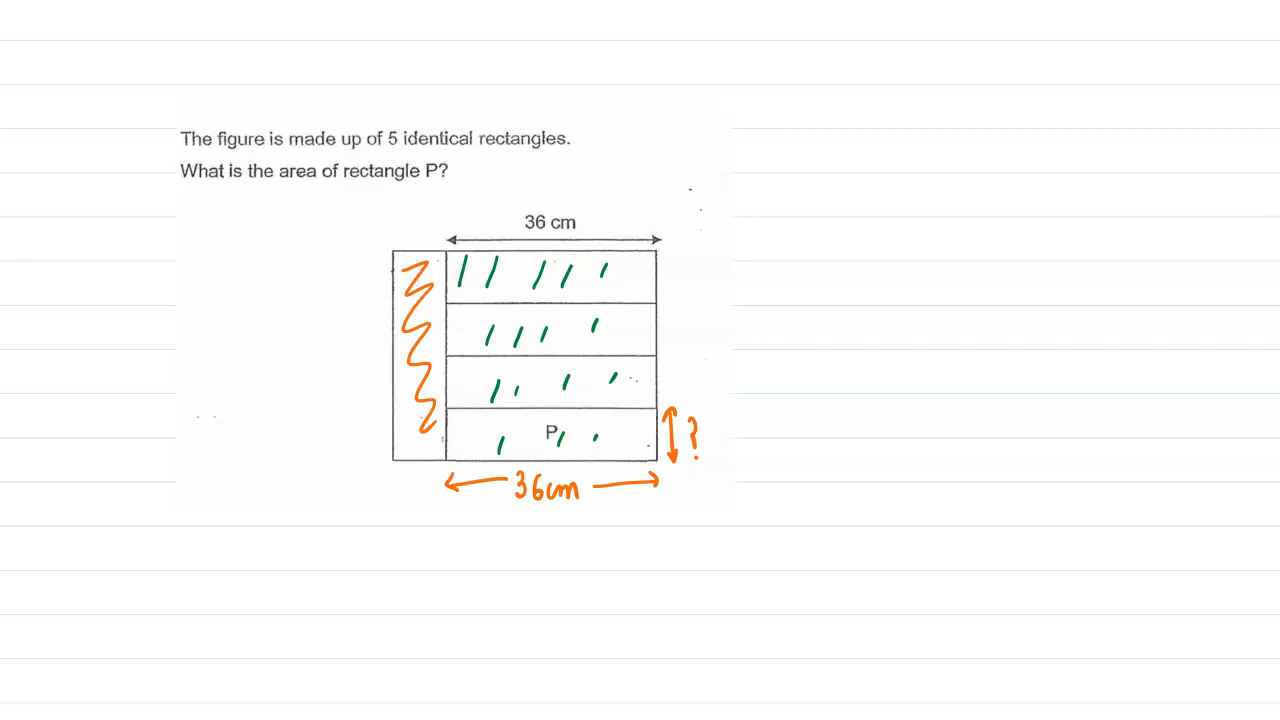 The figure is made up of 5 identical rectangles.
What is the area of rectangle P?
36 cm
P
?
36cm